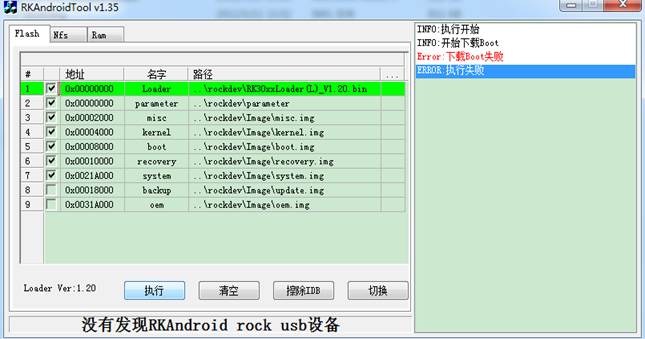 RKAndroidTool v1.35
Flash Nfs Ram
# 地址 名字 路径 ...
1 0x00000000 Loader ..\rockdev\RK30xxLoader(L)_V1.20.bin
2 0x00000000 parameter ..\rockdev\parameter
3 0x00002000 misc ..\rockdev\Image\misc.img
4 0x00004000 kernel ..\rockdev\Image\kernel.img
5 0x00008000 boot ..\rockdev\Image\boot.img
6 0x00010000 recovery ..\rockdev\Image\recovery.img
7 0x0021A000 system ..\rockdev\Image\system.img
8 0x00018000 backup ..\rockdev\Image\update.img
9 0x0031A000 oem ..\rockdev\Image\oem.img
Loader Ver:1.20 执行 清空 擦除IDB 切换
没有发现RKAndroid rock usb设备
INFO:执行开始
INFO:开始下载Boot
Error:下载Boot失败
ERROR:执行失败